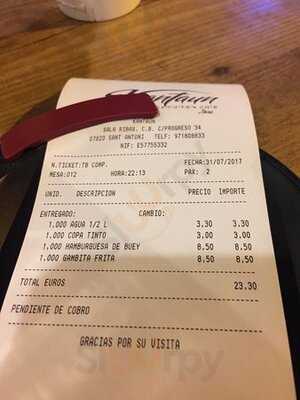 Xantaun
XANTAUN
SALA RIBAS, C.B. C/PROGRESO 34
07820 SANT ANTONI TELF: 971808833
NIF: E57755332
N.TICKET:TB COMP. FECHA:31/07/2017
MESA:012 HORA:22:13 PAX: 2
UNID. DESCRIPCION PRECIO IMPORTE
ENTREGADO: CAMBIO:
1.000 AGUA 1/2 L 3.30 3.30
1.000 COPA TINTO 3.00 3.00
1.000 HAMBURGUESA DE BUEY 8.50 8.50
1.000 GAMBITA FRITA 8.50 8.50
TOTAL EUROS 23.30
PENDIENTE DE COBRO
GRACIAS POR SU VISITA